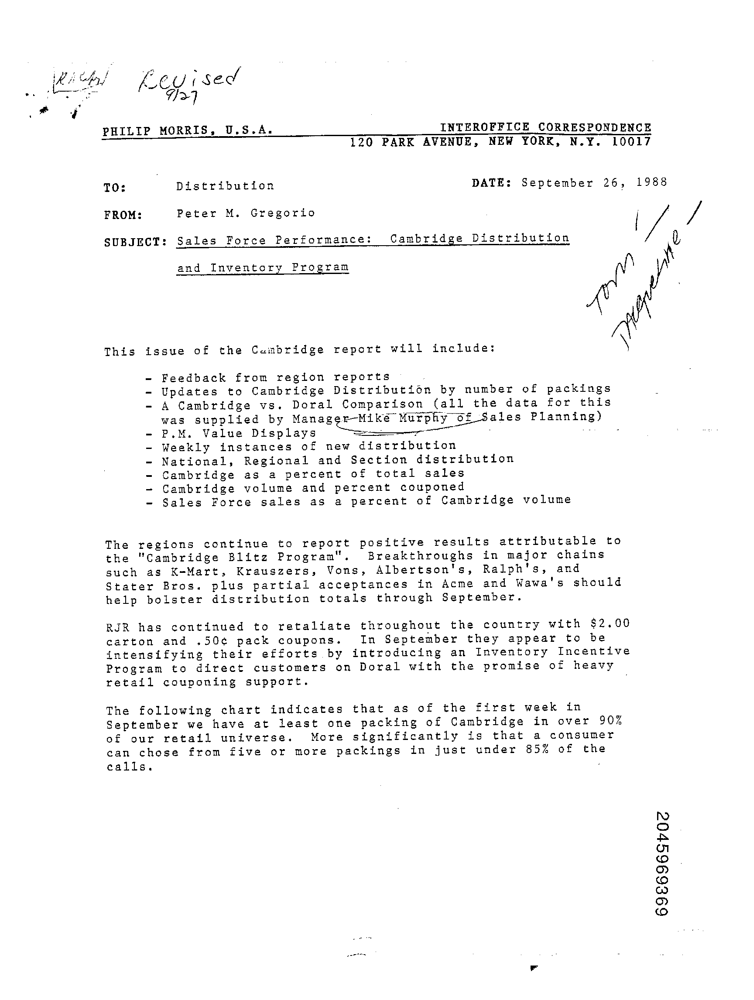 Revised
9/27
PHILIP MORRIS, U.S.A. INTEROFFICE CORRESPONDENCE
120 PARK AVENUE, NEW YORK, N.Y. 10017
TO: Distribution DATE: September 26, 1988
FROM: Peter M. Gregorio
SUBJECT: Sales Force Performance: Cambridge Distribution
and Inventory Program
Tom -
Jacqueline -
This issue of the Cambridge report will include:
- Feedback from region reports
- Updates to Cambridge Distribution by number of packings
- A Cambridge vs. Doral Comparison (all the data for this
was supplied by Manager Mike Murphy of Sales Planning)
- P.M. Value Displays
- Weekly instances of new distribution
- National, Regional and Section distribution
- Cambridge as a percent of total sales
- Cambridge volume and percent couponed
- Sales Force sales as a percent of Cambridge volume
The regions continue to report positive results attributable to
the "Cambridge Blitz Program". Breakthroughs in major chains
such as K-Mart, Krauszers, Vons, Albertson's, Ralph's, and
Stater Bros. plus partial acceptances in Acme and Wawa's should
help bolster distribution totals through September.
RJR has continued to retaliate throughout the country with $2.00
carton and .50¢ pack coupons. In September they appear to be
intensifying their efforts by introducing an Inventory Incentive
Program to direct customers on Doral with the promise of heavy
retail couponing support.
The following chart indicates that as of the first week in
September we have at least one packing of Cambridge in over 90%
of our retail universe. More significantly is that a consumer
can chose from five or more packings in just under 85% of the
calls.
2045969369